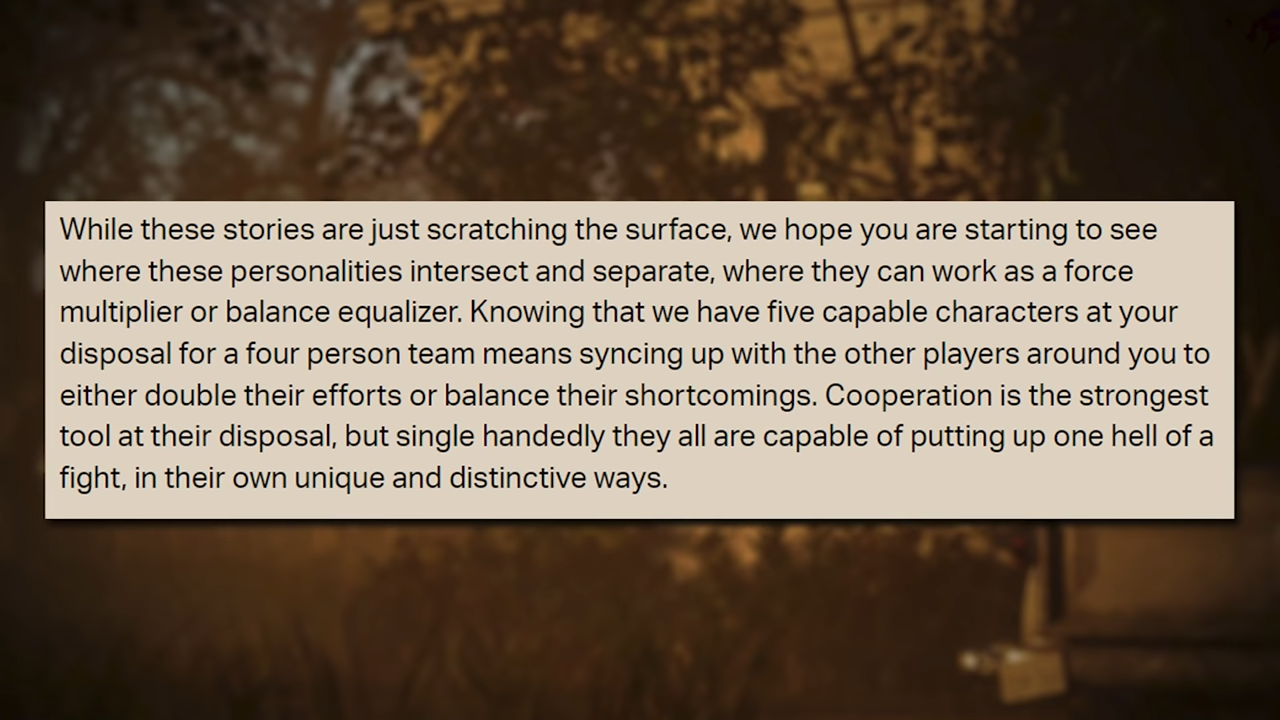 While these stories are just scratching the surface, we hope you are starting to see
where these personalities intersect and separate, where they can work as a force
multiplier or balance equalizer. Knowing that we have five capable characters at your
disposal for a four person team means syncing up with the other players around you to
either double their efforts or balance their shortcomings. Cooperation is the strongest
tool at their disposal, but single handedly they all are capable of putting up one hell of a
fight, in their own unique and distinctive ways.